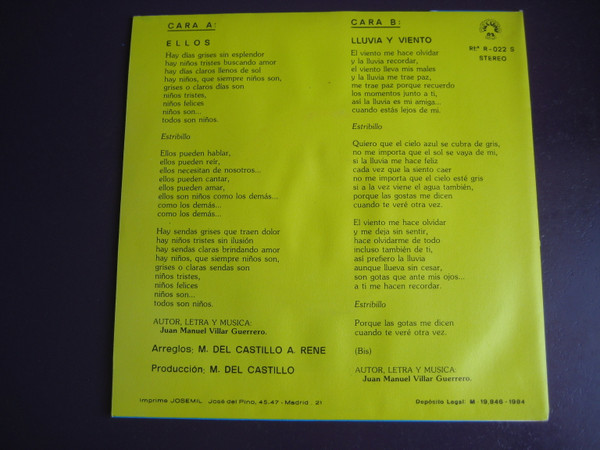 CARA A:
ELLOS
Hay días grises sin esplendor
hay niños tristes buscando amor
hay días claros llenos de sol
hay niños, que siempre niños son,
grises o claros días son
niños tristes,
niños felices
niños son...
todos son niños.
Estribillo
Ellos pueden hablar,
ellos pueden reír,
ellos necesitan de nosotros...
ellos pueden cantar,
ellos pueden amar,
ellos son niños como los demás...
como los demás...
como los demás...
Hay sendas grises que traen dolor
hay niños tristes sin ilusión
hay sendas claras brindando amor
hay niños, que siempre niños son,
grises o claras sendas son
niños tristes,
niños felices
niños son...
todos son niños.
AUTOR, LETRA Y MUSICA:
Juan Manuel Villar Guerrero.
Arreglos: M. DEL CASTILLO A. RENE
Producción: M. DEL CASTILLO
Imprime JOSEMIL José del Pino, 45.47 - Madrid . 21
CARA B:
LLUVIA Y VIENTO
El viento me hace olvidar
y la lluvia recordar,
el viento lleva mis males
y la lluvia me trae paz,
me trae paz porque recuerdo
los momentos junto a ti,
así la lluvia es mi amiga...
cuando estás lejos de mi.
Estribillo
Quiero que el cielo azul se cubra de gris,
no me importa que el sol se vaya de mi,
si la lluvia me hace feliz
cada vez que la siento caer
no me importa que el cielo esté gris
si a la vez viene el agua también,
porque las gotas me dicen
cuando te veré otra vez.
El viento me hace olvidar
y me deja sin sentir,
hace olvidarme de todo
incluso también de ti,
así prefiero la lluvia
aunque llueva sin cesar,
son gotas que ante mis ojos...
a ti me hacen recordar.
Estribillo
Porque las gotas me dicen
cuando te veré otra vez.
(Bis)
AUTOR, LETRA Y MUSICA:
Juan Manuel Villar Guerrero.
Depósito Legal: M - 19.846 - 1984
Rf.ª R-022 S
STEREO